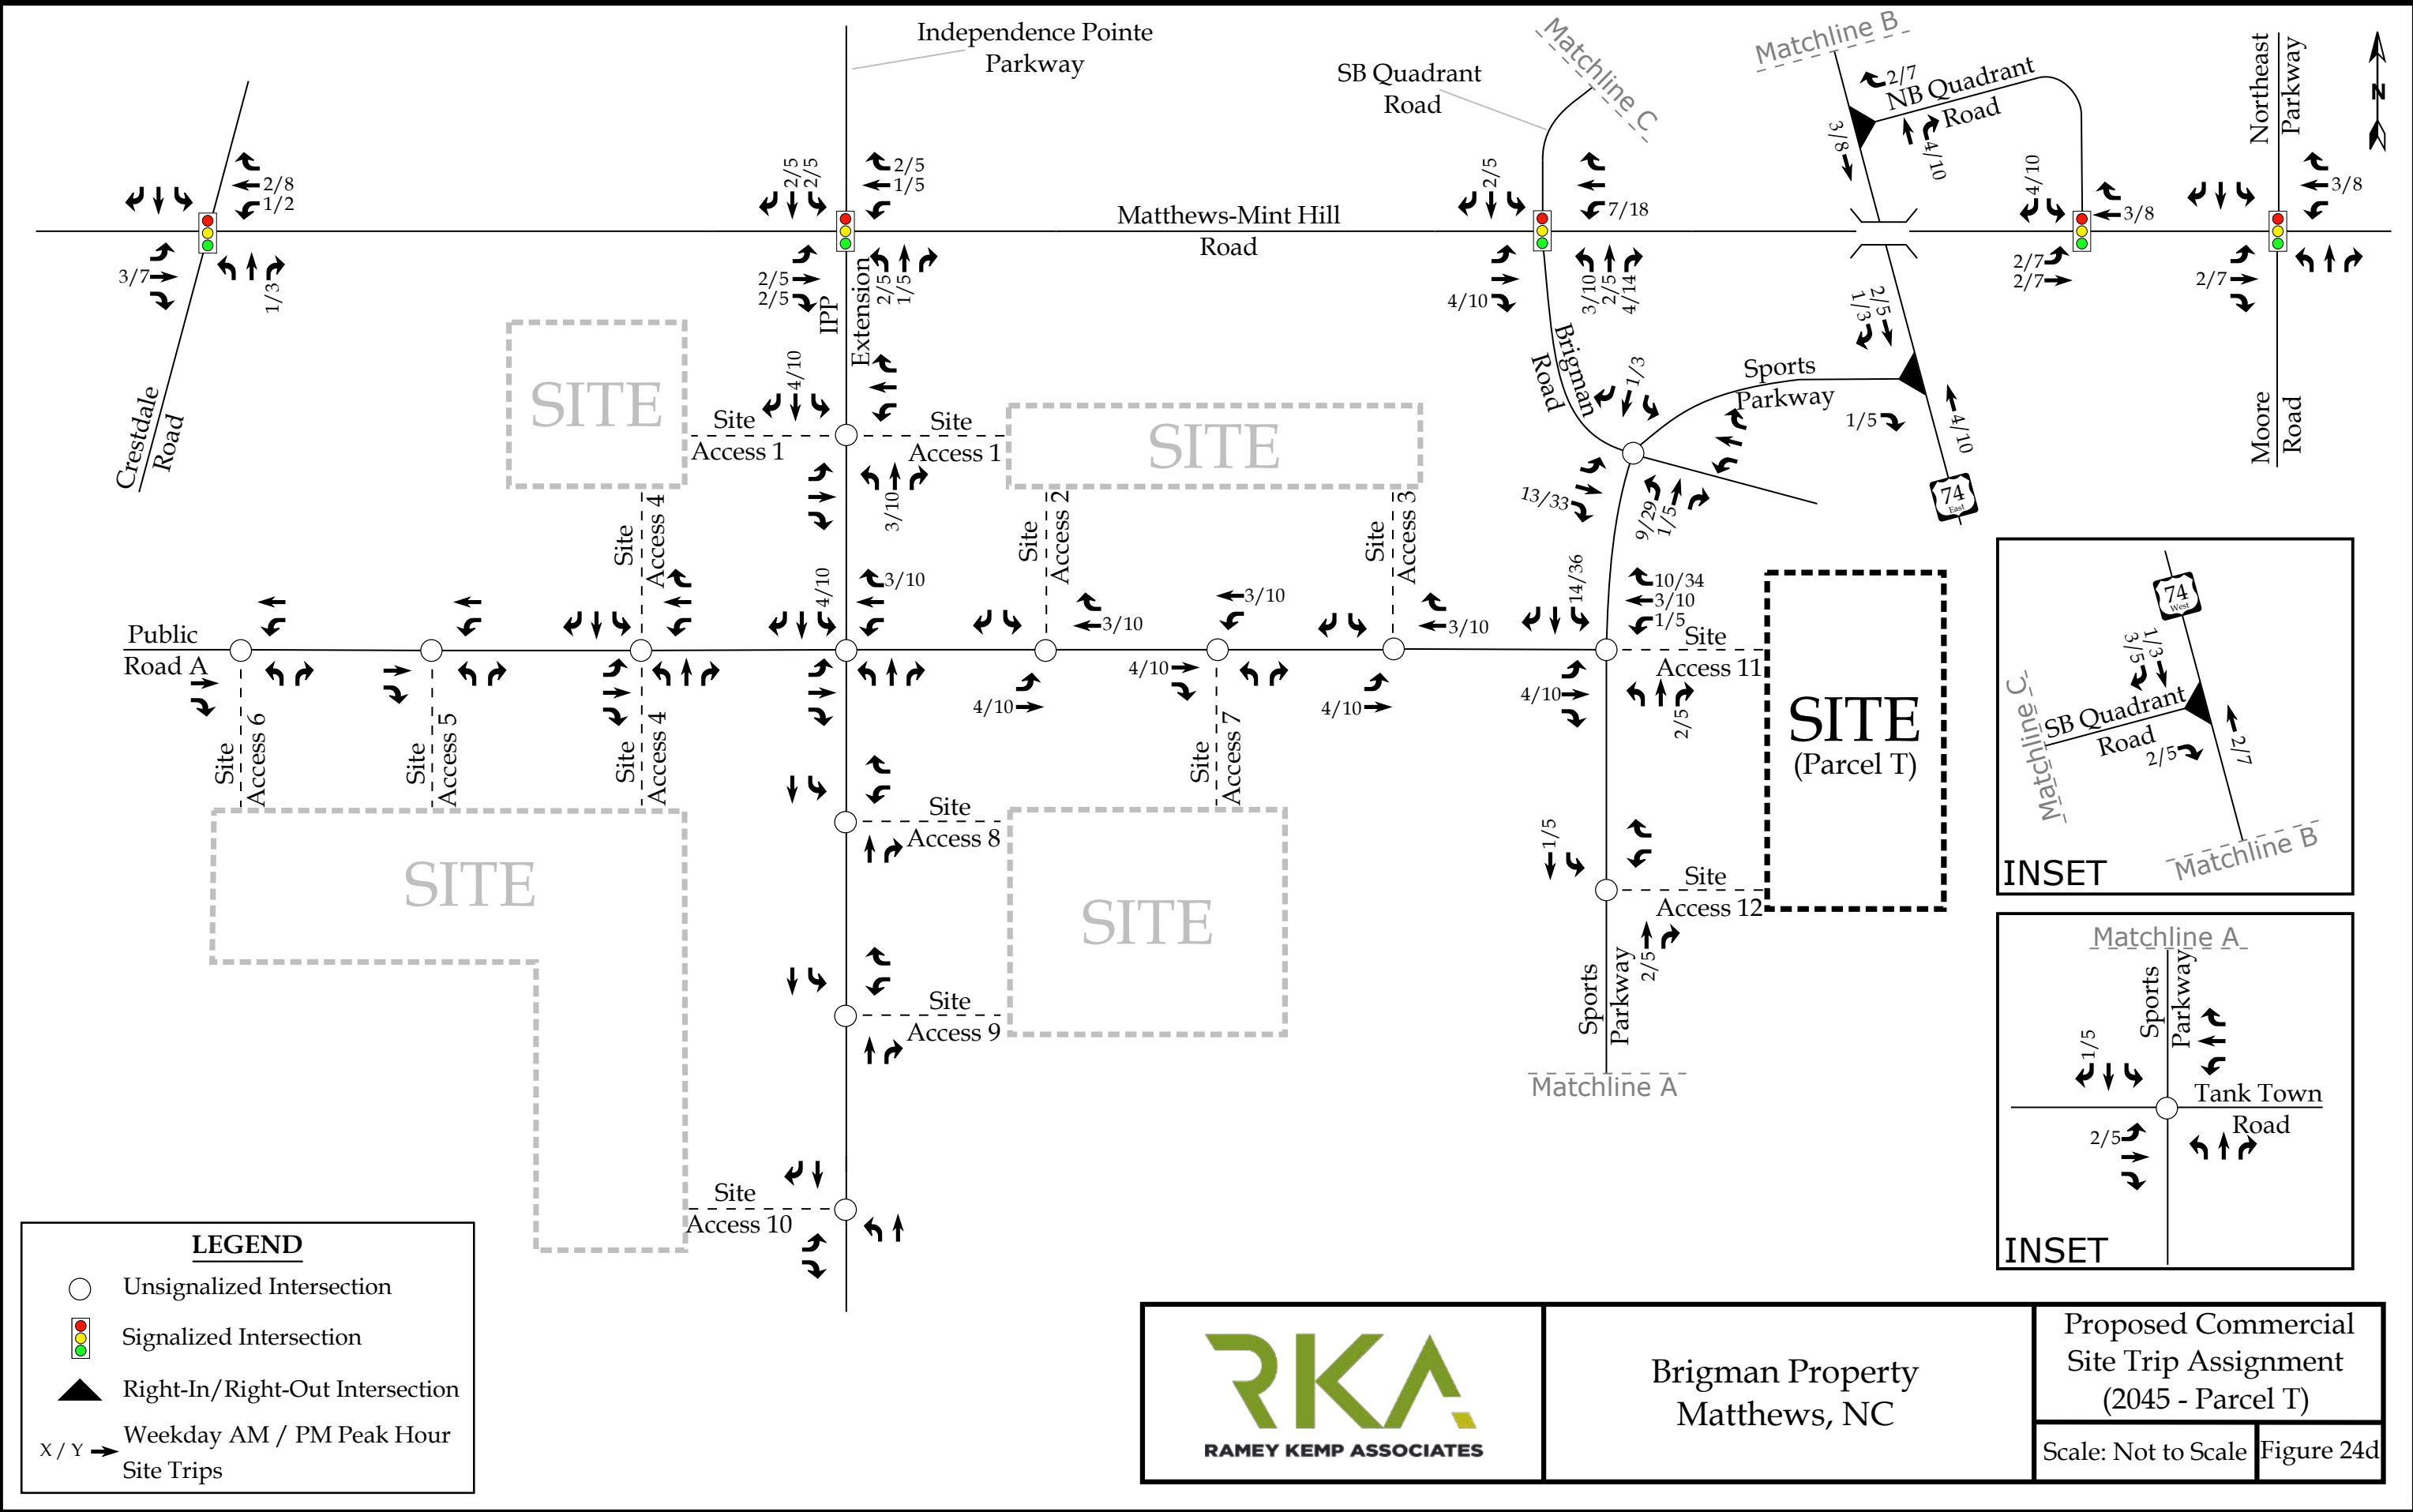 Independence Pointe
Parkway
SB Quadrant
Road
Matchline C
Matchline B
2/7
NB Quadrant
Road
3/8
4/10
Northeast
Parkway
N
2/8
1/2
3/7
1/3
Crestdale
Road
2/5
2/5
2/5
1/5
2/5
2/5
2/5
1/5
IPP
Extension
Matthews-Mint Hill
Road
2/5
7/18
4/10
3/10
2/5
4/14
4/10
3/8
2/7
2/7
3/8
2/7
Moore
Road
2/5
1/3
Brigman
Road
1/3
Sports
Parkway
1/5
4/10
74
East
13/33
9/29
1/5
SITE
4/10
Site
Access 1
Site
Access 1
3/10
SITE
Site
Access 4
Site
Access 2
Site
Access 3
Public
Road A
4/10
3/10
3/10
4/10
3/10
4/10
3/10
4/10
14/36
10/34
3/10
1/5
4/10
2/5
Site
Access 11
SITE
(Parcel T)
Site
Access 6
Site
Access 5
Site
Access 4
Site
Access 7
Site
Access 8
SITE
SITE
Site
Access 9
1/5
Site
Access 12
2/5
Sports
Parkway
Matchline A
Site
Access 10
74
West
1/3
3/5
Matchline C
SB Quadrant
Road
2/5
2/7
Matchline B
INSET
Matchline A
Sports
Parkway
1/5
Tank Town
Road
2/5
INSET
LEGEND
Unsignalized Intersection
Signalized Intersection
Right-In/Right-Out Intersection
X / Y
Weekday AM / PM Peak Hour
Site Trips
RKA
RAMEY KEMP ASSOCIATES
Brigman Property
Matthews, NC
Proposed Commercial
Site Trip Assignment
(2045 - Parcel T)
Scale: Not to Scale
Figure 24d